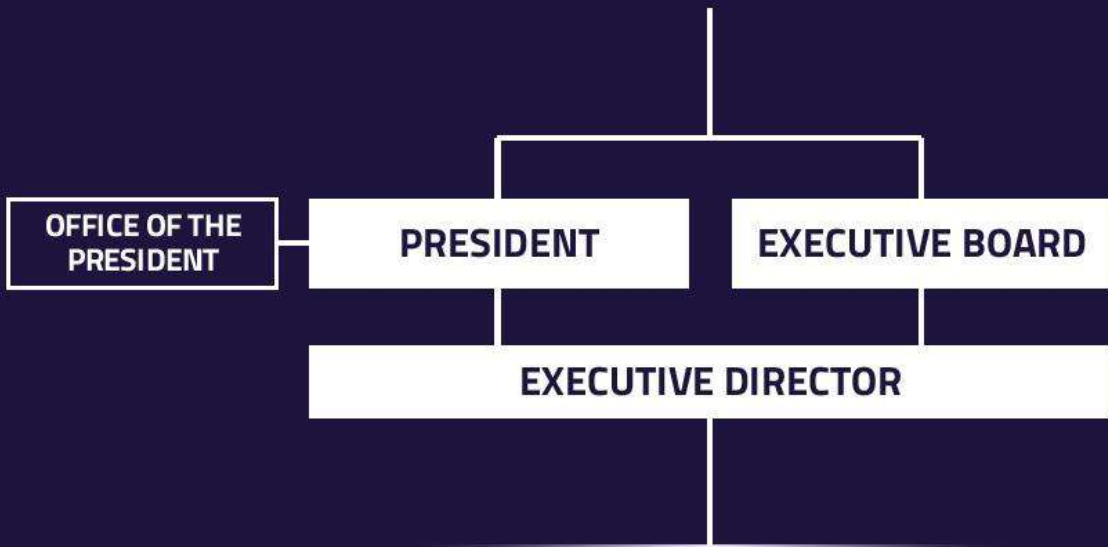 OFFICE OF THE
PRESIDENT
PRESIDENT
EXECUTIVE BOARD
EXECUTIVE DIRECTOR